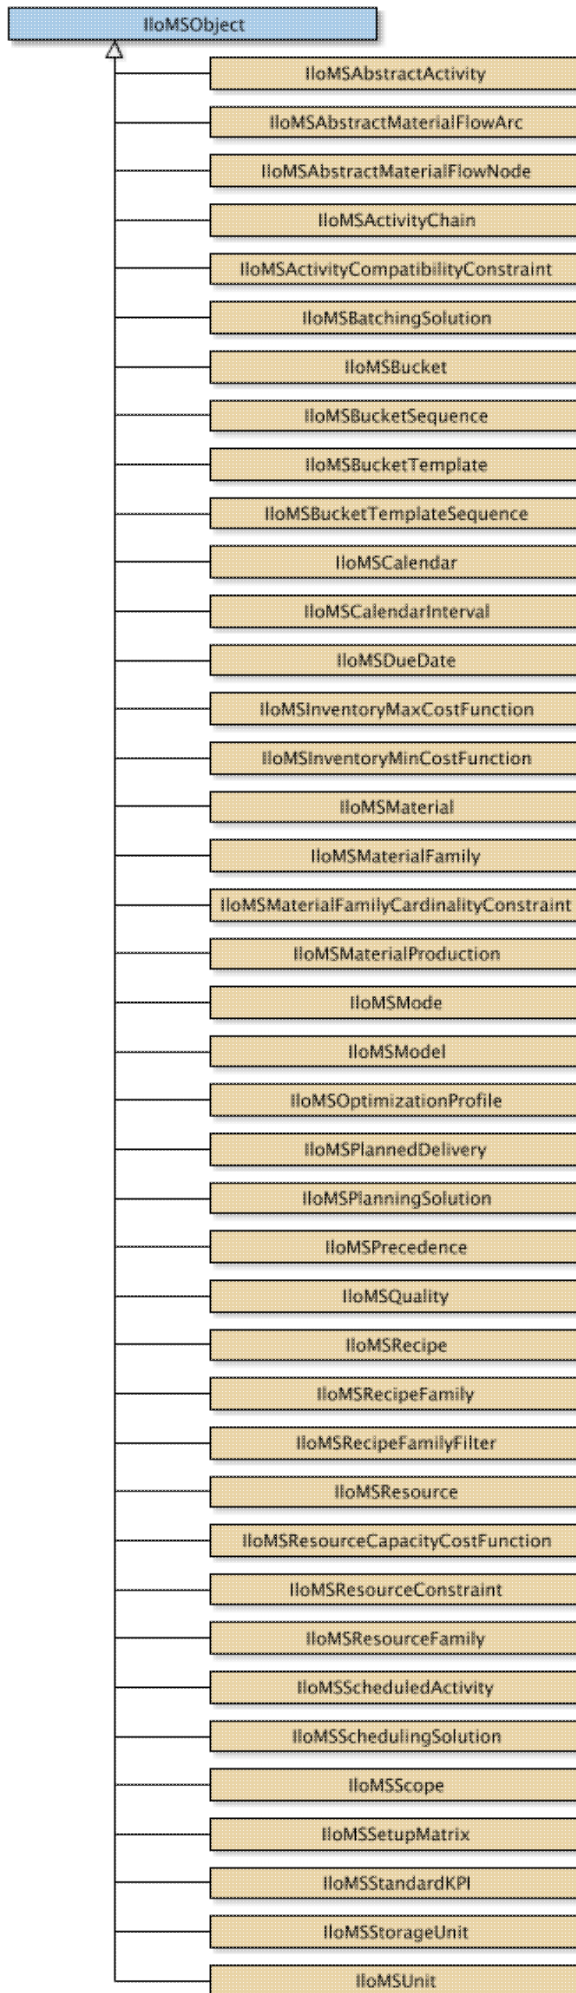 IloMSObject
IloMSAbstractActivity
IloMSAbstractMaterialFlowArc
IloMSAbstractMaterialFlowNode
IloMSActivityChain
IloMSActivityCompatibilityConstraint
IloMSBatchingSolution
IloMSBucket
IloMSBucketSequence
IloMSBucketTemplate
IloMSBucketTemplateSequence
IloMSCalendar
IloMSCalendarInterval
IloMSDueDate
IloMSInventoryMaxCostFunction
IloMSInventoryMinCostFunction
IloMSMaterial
IloMSMaterialFamily
IloMSMaterialFamilyCardinalityConstraint
IloMSMaterialProduction
IloMSMode
IloMSModel
IloMSOptimizationProfile
IloMSPlannedDelivery
IloMSPlanningSolution
IloMSPrecedence
IloMSQuality
IloMSRecipe
IloMSRecipeFamily
IloMSRecipeFamilyFilter
IloMSResource
IloMSResourceCapacityCostFunction
IloMSResourceConstraint
IloMSResourceFamily
IloMSScheduledActivity
IloMSSchedulingSolution
IloMSScope
IloMSSetupMatrix
IloMSStandardKPI
IloMSStorageUnit
IloMSUnit